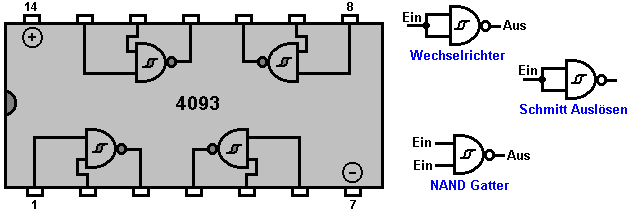 14
8
+
4093
1
7
−
Ein
Aus
Wechselrichter
Ein
Schmitt Auslösen
Ein
Ein
Aus
NAND Gatter